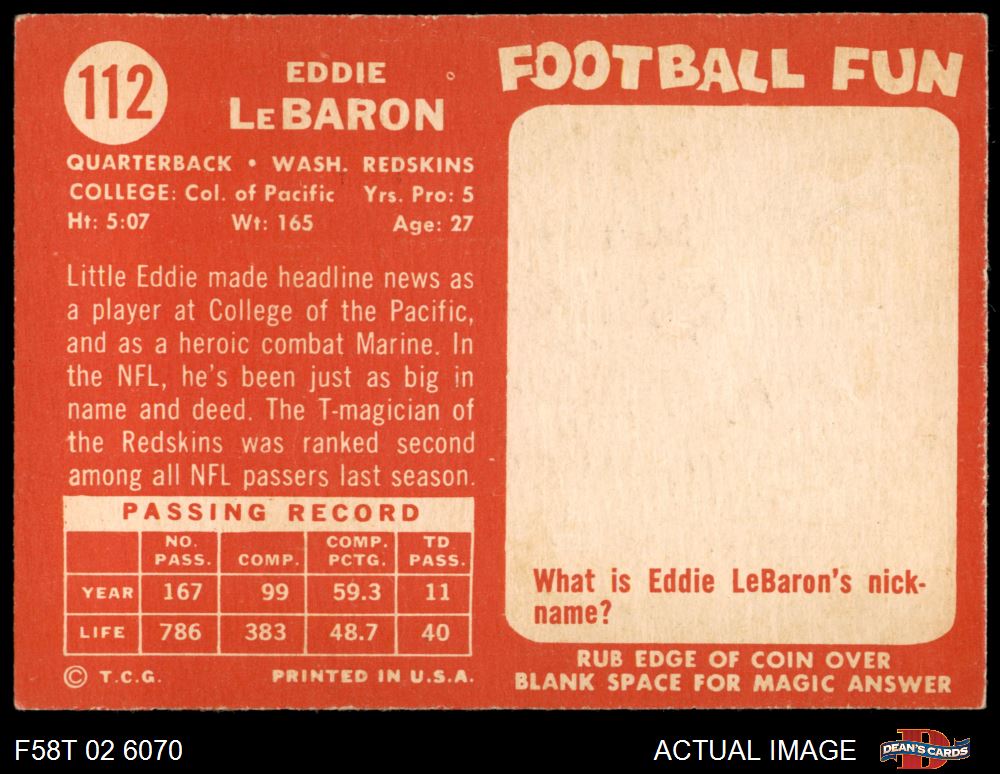 112
EDDIE
LeBARON
QUARTERBACK • WASH. REDSKINS
COLLEGE: Col. of Pacific Yrs. Pro: 5
Ht: 5:07 Wt: 165 Age: 27
Little Eddie made headline news as
a player at College of the Pacific,
and as a heroic combat Marine. In
the NFL, he's been just as big in
name and deed. The T-magician of
the Redskins was ranked second
among all NFL passers last season.
PASSING RECORD
NO. PASS. COMP. COMP. PCTG. TD PASS.
YEAR 167 99 59.3 11
LIFE 786 383 48.7 40
© T.C.G. PRINTED IN U.S.A.
FOOTBALL FUN
What is Eddie LeBaron's nick-
name?
RUB EDGE OF COIN OVER
BLANK SPACE FOR MAGIC ANSWER
F58T 02 6070
ACTUAL IMAGE
DEAN'S CARDS